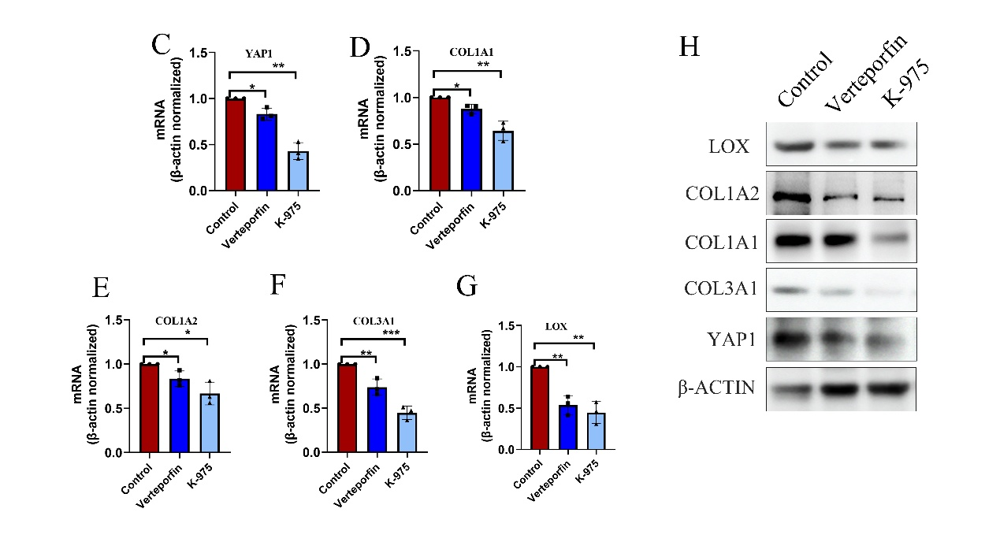 C
YAP1
**
*
mRNA
(β-actin normalized)
1.5
1.0
0.5
0.0
Control
Verteporfin
K-975
D
COL1A1
**
*
mRNA
(β-actin normalized)
1.5
1.0
0.5
0.0
Control
Verteporfin
K-975
E
COL1A2
*
*
mRNA
(β-actin normalized)
1.5
1.0
0.5
0.0
Control
Verteporfin
K-975
F
COL3A1
***
**
mRNA
(β-actin normalized)
1.5
1.0
0.5
0.0
Control
Verteporfin
K-975
G
LOX
**
**
mRNA
(β-actin normalized)
1.5
1.0
0.5
0.0
Control
Verteporfin
K-975
H
Control
Verteporfin
K-975
LOX
COL1A2
COL1A1
COL3A1
YAP1
β-ACTIN